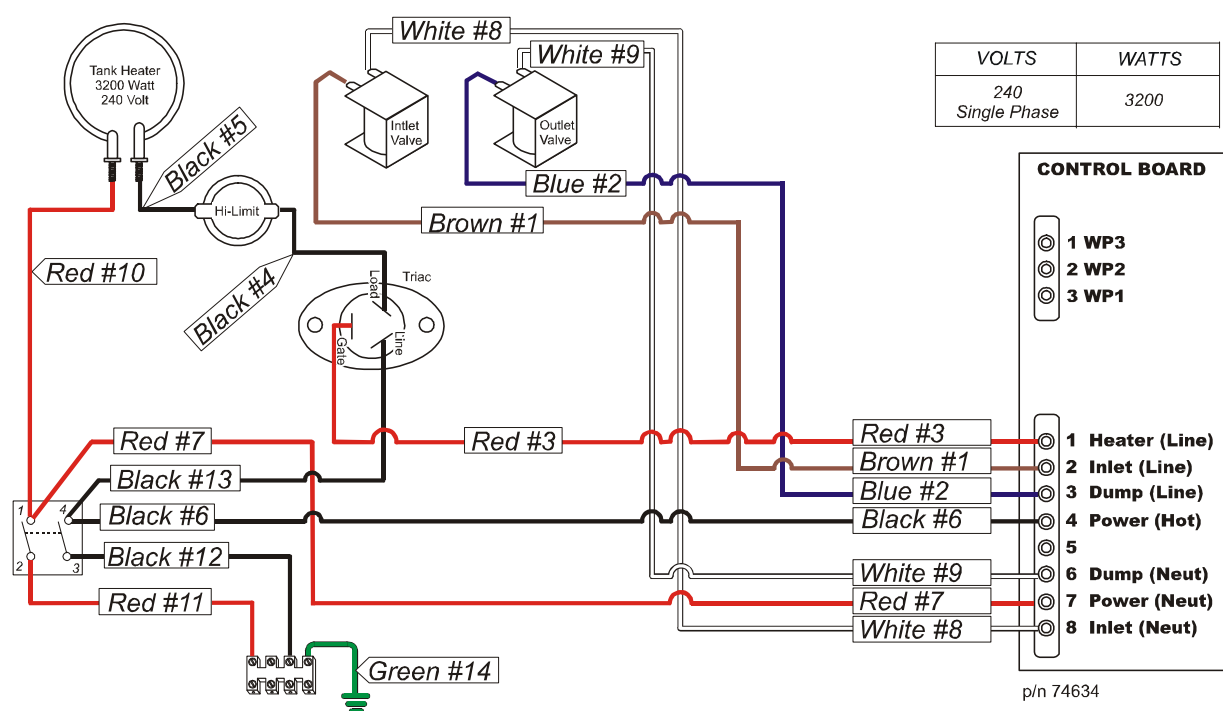 White #8
White #9
VOLTS WATTS
240
Single Phase
3200
Tank Heater
3200 Watt
240 Volt
Intlet
Valve
Outlet
Valve
Black #5
CONTROL BOARD
Blue #2
Hi-Limit
Brown #1
1 WP3
2 WP2
3 WP1
Red #10
Black #4
Load
Triac
Line
Gate
Red #7
Red #3
Red #3
1 Heater (Line)
Black #13
Brown #1
2 Inlet (Line)
Blue #2
3 Dump (Line)
1
4
Black #6
Black #6
4 Power (Hot)
5
2
3
Black #12
White #9
6 Dump (Neut)
Red #11
Red #7
7 Power (Neut)
White #8
8 Inlet (Neut)
Green #14
p/n 74634